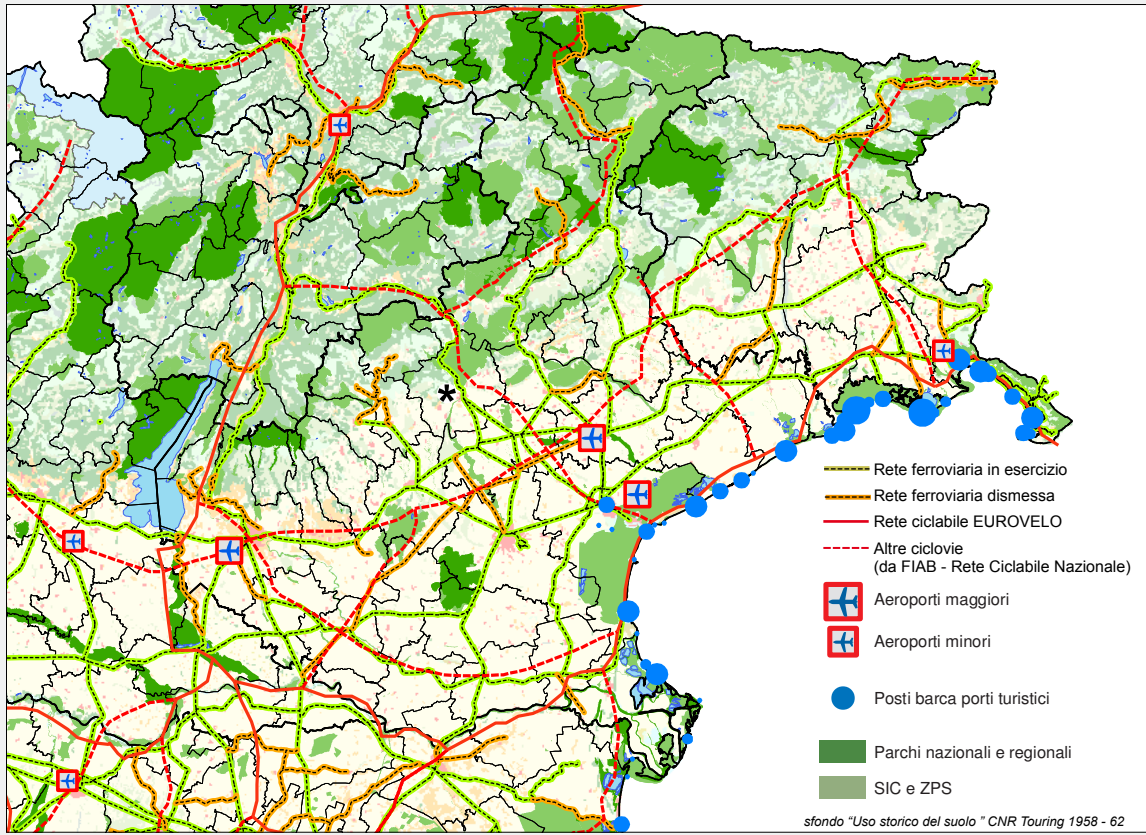 *
Rete ferroviaria in esercizio
Rete ferroviaria dismessa
Rete ciclabile EUROVELO
Altre ciclovie
(da FIAB - Rete Ciclabile Nazionale)
Aeroporti maggiori
Aeroporti minori
Posti barca porti turistici
Parchi nazionali e regionali
SIC e ZPS
sfondo "Uso storico del suolo " CNR Touring 1958 - 62